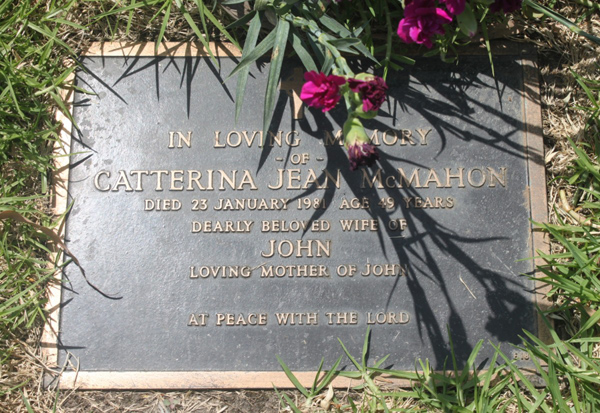 IN LOVING MEMORY
- OF -
CATTERINA JEAN McMAHON
DIED 23 JANUARY 1981 AGE 49 YEARS
DEARLY BELOVED WIFE OF
JOHN
LOVING MOTHER OF JOHN
AT PEACE WITH THE LORD